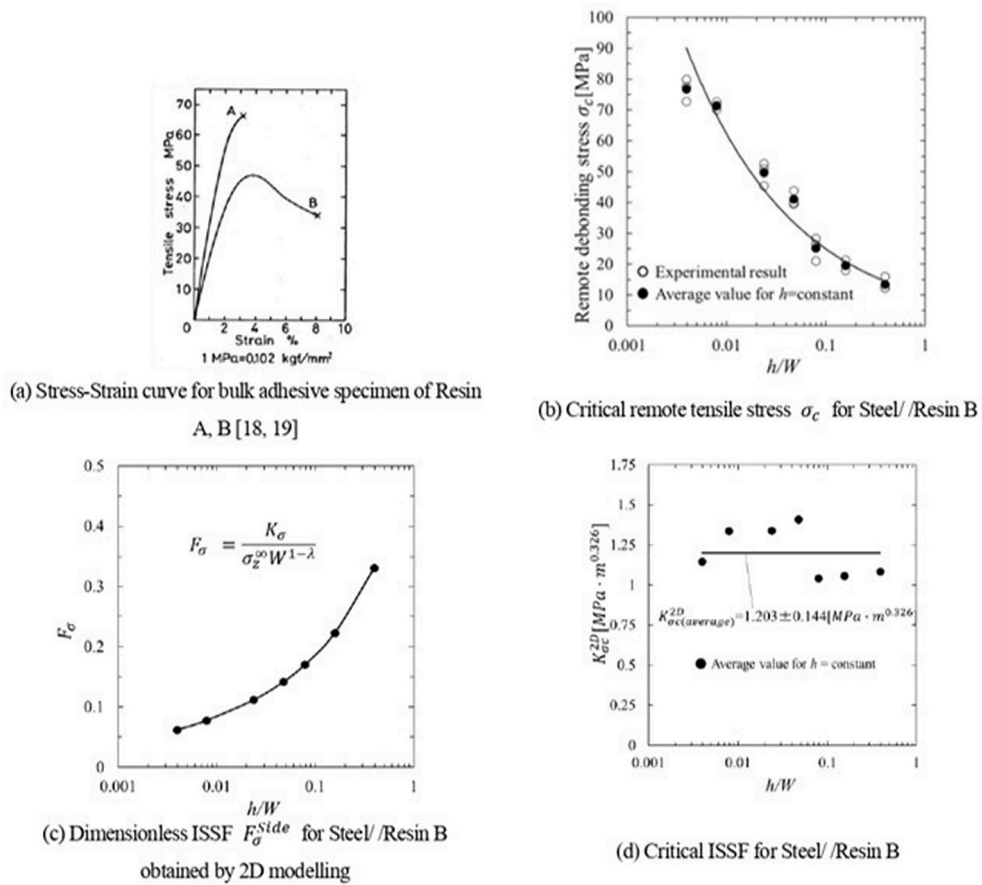 70
60
50
40
30
20
10
0
Tensile stress MPa
A
B
2 4 6 8 10
Strain %
1 MPa=0.102 kgf/mm²
(a) Stress-Strain curve for bulk adhesive specimen of Resin
A, B [18, 19]
100
90
80
70
60
50
40
30
20
10
0
Remote debonding stress σc [MPa]
Experimental result
Average value for h=constant
0.001 0.01 0.1 1
h/W
(b) Critical remote tensile stress σc for Steel/ /Resin B
0.5
0.4
0.3
0.2
0.1
0
Fσ
Fσ = Kσ / σz∞ W1−λ
0.001 0.01 0.1 1
h/W
(c) Dimensionless ISSF FσSide for Steel/ /Resin B
obtained by 2D modelling
1.75
1.5
1.25
1
0.75
0.5
0.25
0
Kσc2D [MPa · m0.326]
Kσc(average)2D=1.203±0.144[MPa · m0.326]
Average value for h = constant
0.001 0.01 0.1 1
h/W
(d) Critical ISSF for Steel/ /Resin B